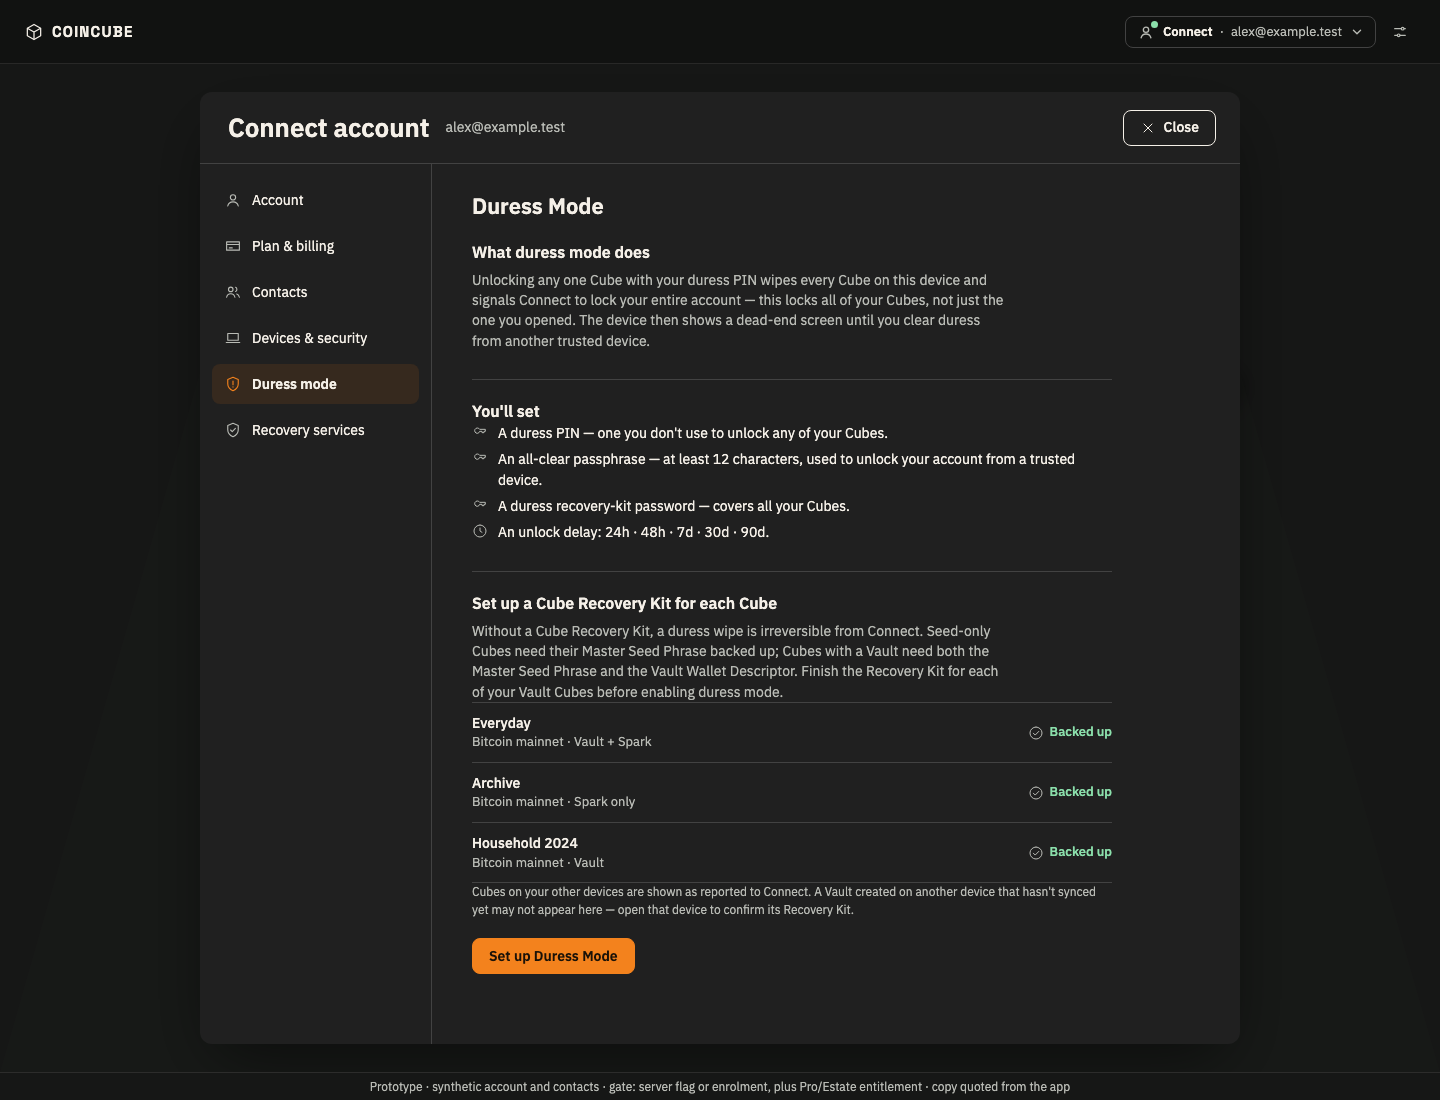 COINCUBE
Connect · alex@example.test
Connect account alex@example.test
Close
Account
Plan & billing
Contacts
Devices & security
Duress mode
Recovery services
Duress Mode
What duress mode does
Unlocking any one Cube with your duress PIN wipes every Cube on this device and
signals Connect to lock your entire account — this locks all of your Cubes, not just the
one you opened. The device then shows a dead-end screen until you clear duress
from another trusted device.
You'll set
A duress PIN — one you don't use to unlock any of your Cubes.
An all-clear passphrase — at least 12 characters, used to unlock your account from a trusted
device.
A duress recovery-kit password — covers all your Cubes.
An unlock delay: 24h · 48h · 7d · 30d · 90d.
Set up a Cube Recovery Kit for each Cube
Without a Cube Recovery Kit, a duress wipe is irreversible from Connect. Seed-only
Cubes need their Master Seed Phrase backed up; Cubes with a Vault need both the
Master Seed Phrase and the Vault Wallet Descriptor. Finish the Recovery Kit for each
of your Vault Cubes before enabling duress mode.
Everyday
Bitcoin mainnet · Vault + Spark
Backed up
Archive
Bitcoin mainnet · Spark only
Backed up
Household 2024
Bitcoin mainnet · Vault
Backed up
Cubes on your other devices are shown as reported to Connect. A Vault created on another device that hasn't synced
yet may not appear here — open that device to confirm its Recovery Kit.
Set up Duress Mode
Prototype · synthetic account and contacts · gate: server flag or enrolment, plus Pro/Estate entitlement · copy quoted from the app